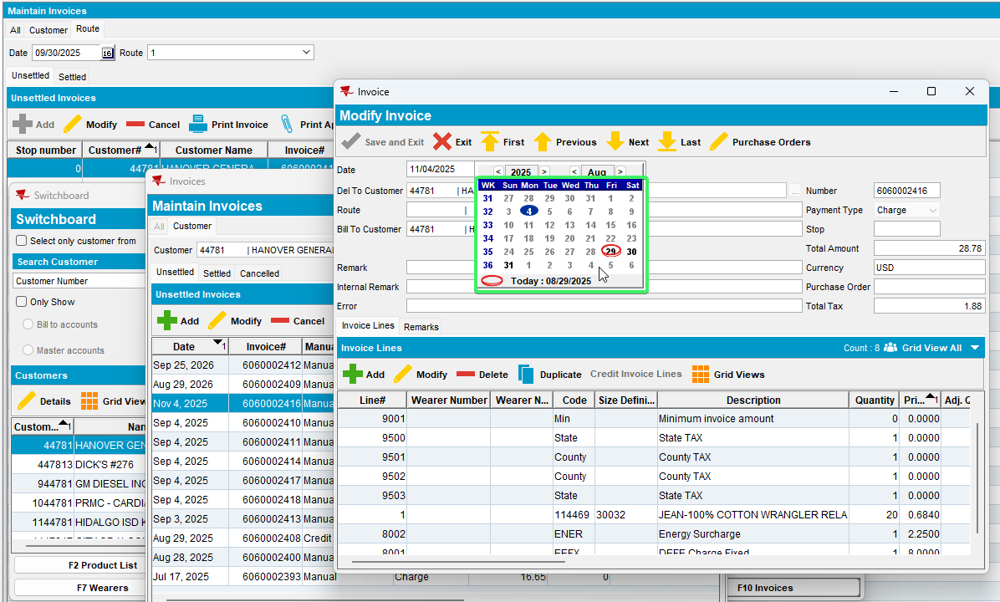 Maintain Invoices
All Customer Route
Date 09/30/2025 16 Route 1
Unsettled Settled
Unsettled Invoices
Add Modify Cancel Print Invoice Print
Stop number Customer# 1 Customer Name Invoice#
0 HANOVER GENERA
Switchboard
Switchboard
Select only customer from
Search Customer
Customer Number
Only Show
Bill to accounts
Master accounts
Customers
Details Grid View
Custom... 1
44781 HANOVER GEN
447813 DICK'S #276
944781 GM DIESEL INC
1044781 PRMC - CARDI
1144781 HIDALGO ISD K
F2 Product List
F7 Wearers
Invoices
Maintain Invoices
All Customer
Customer 44781 HANOVER GENERAL
Unsettled Settled Cancelled
Unsettled Invoices
Add Modify Cancel
Date 1 Invoice# Manua
Sep 25, 2026 6060002412 Manua
Aug 29, 2026 6060002409 Manua
Nov 4, 2025 6060002416 Manua
Sep 4, 2025 6060002410 Manua
Sep 4, 2025 6060002411 Manua
Sep 4, 2025 6060002414 Manua
Sep 4, 2025 6060002417 Manua
Sep 4, 2025 6060002418 Manua
Sep 3, 2025 6060002413 Manua
Aug 29, 2025 6060002408 Credit
Aug 28, 2025 6060002400 Manua
Jul 17, 2025 6060002393 Manual Charge 16.65 0
F10 Invoices
Invoice
Modify Invoice
Save and Exit Exit First Previous Next Last Purchase Orders
Date 11/04/2025
Del To Customer 44781 HA ... Number 6060002416
Route Payment Type Charge
Bill To Customer 44781 H Stop
Total Amount 28.78
Remark Currency USD
Internal Remark Purchase Order
Error Total Tax 1.88
< 2025 > < Aug >
WK Sun Mon Tue Wed Thu Fri Sat
31 27 28 29 30 31 1 2
32 3 4 5 6 7 8 9
33 10 11 12 13 14 15 16
34 17 18 19 20 21 22 23
35 24 25 26 27 28 29 30
36 31 1 2 3 4 5 6
Today : 08/29/2025
Invoice Lines Remarks
Invoice Lines Count : 8 Grid View All
Add Modify Delete Duplicate Credit Invoice Lines Grid Views
Line# Wearer Number Wearer N... Code Size Defini... Description Quantity Pri... 1 Adj. Q
9001 Min Minimum invoice amount 0 0.0000
9500 State State TAX 1 0.0000
9501 County County TAX 1 0.0000
9502 County County TAX 1 0.0000
9503 State State TAX 1 0.0000
1 114469 30032 JEAN-100% COTTON WRANGLER RELA 20 0.6840
8002 ENER Energy Surcharge 1 2.2500
8001 EFFX DEFE Charge Fixed 1 8.0000